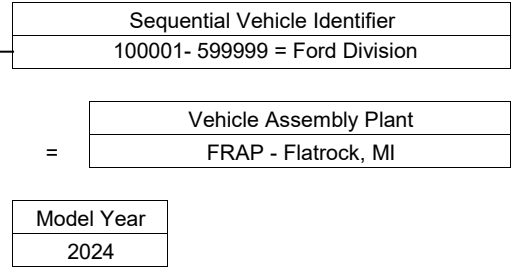 Sequential Vehicle Identifier
100001- 599999 = Ford Division
Vehicle Assembly Plant
= FRAP - Flatrock, MI
Model Year
2024